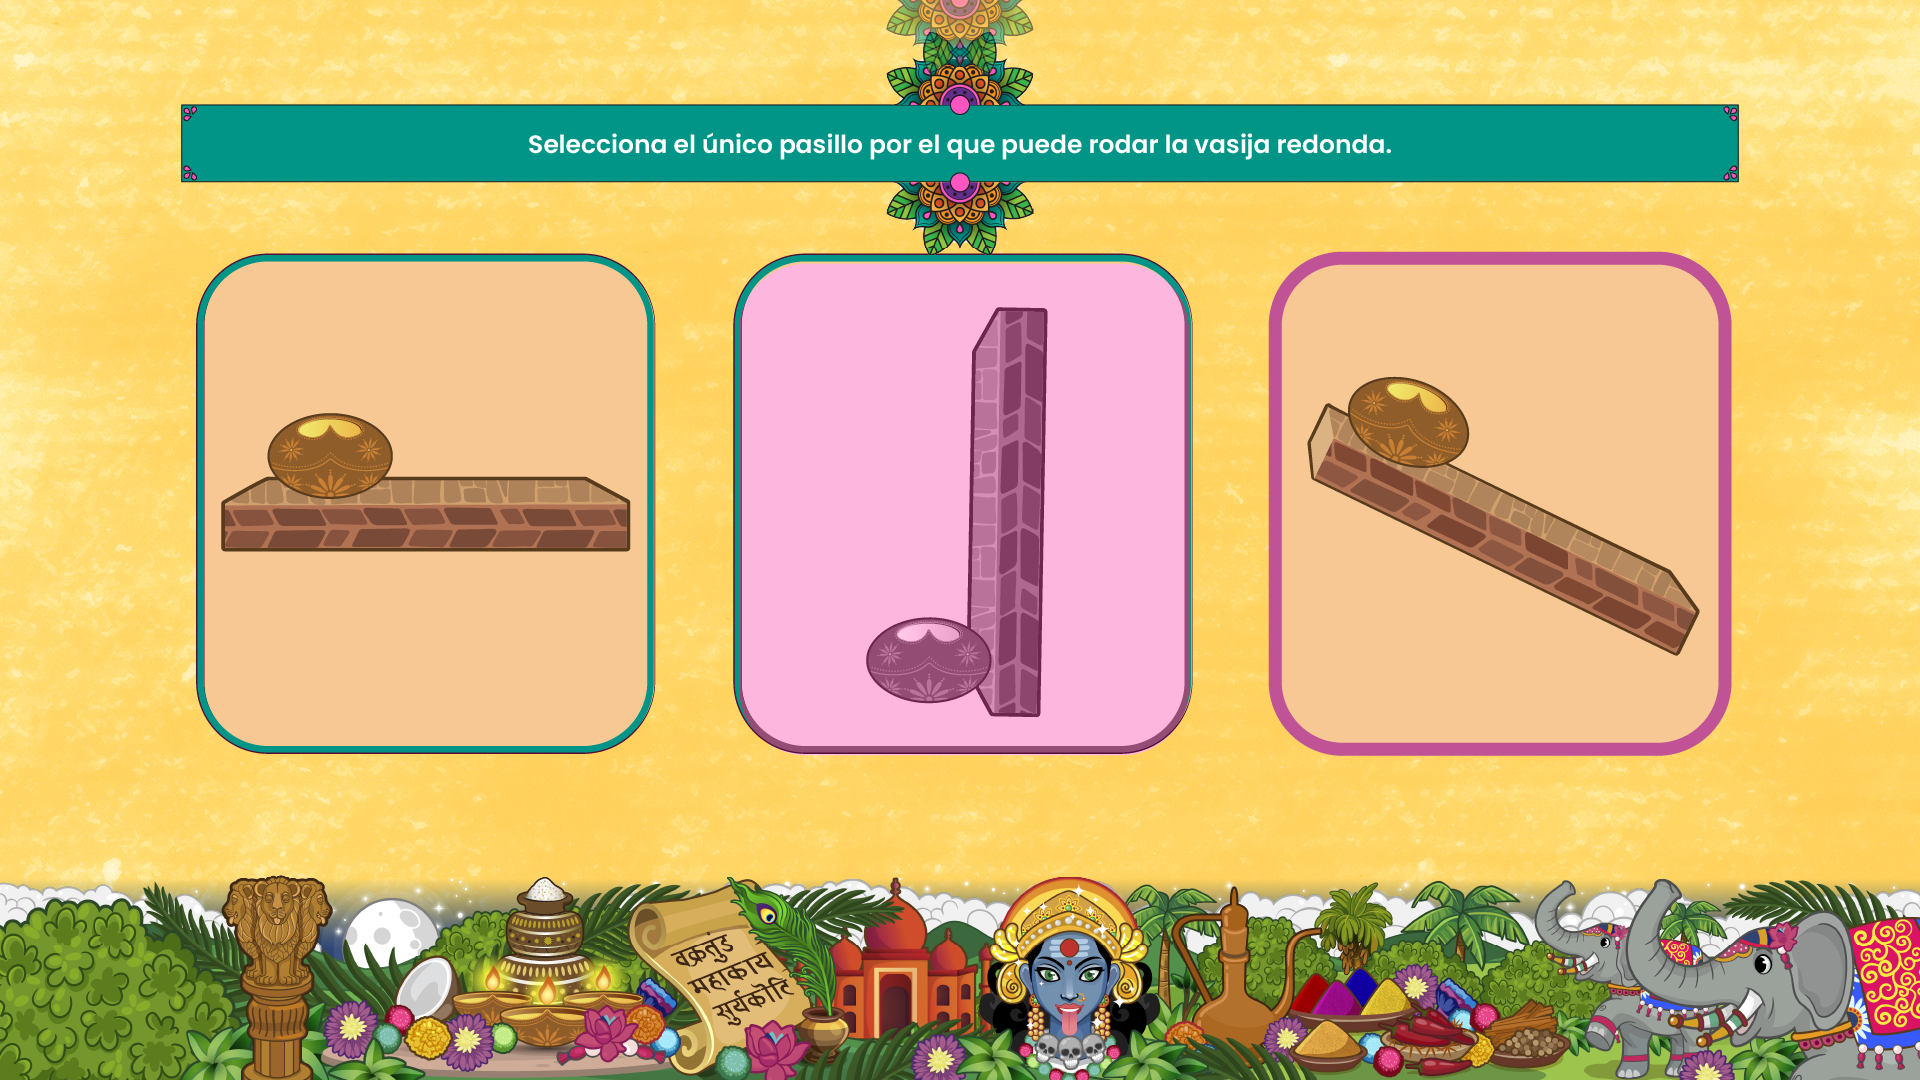 Selecciona el único pasillo por el que puede rodar la vasija redonda.
वक्रतुंड
महाकाय
सुर्यकोटि